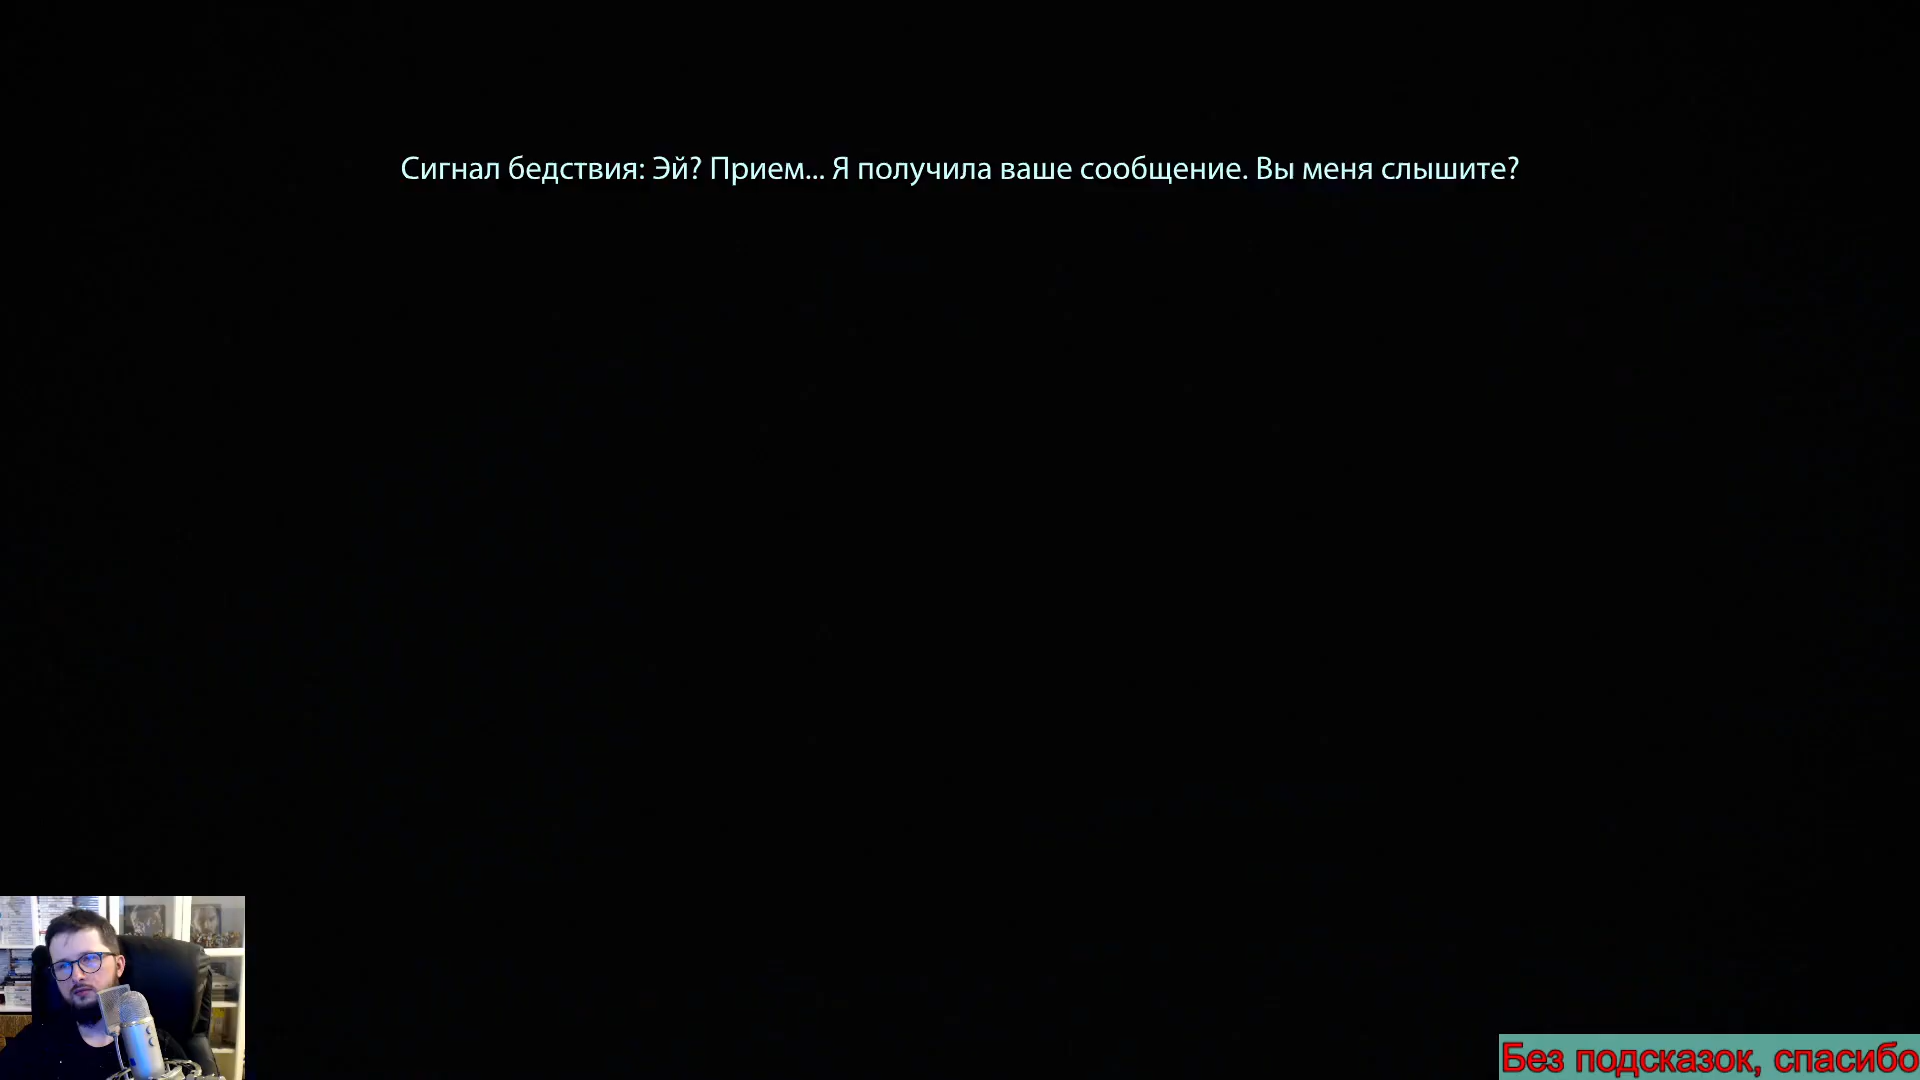 Сигнал бедствия: Эй? Прием... Я получила ваше сообщение. Вы меня слышите?
Без подсказок, спасибо